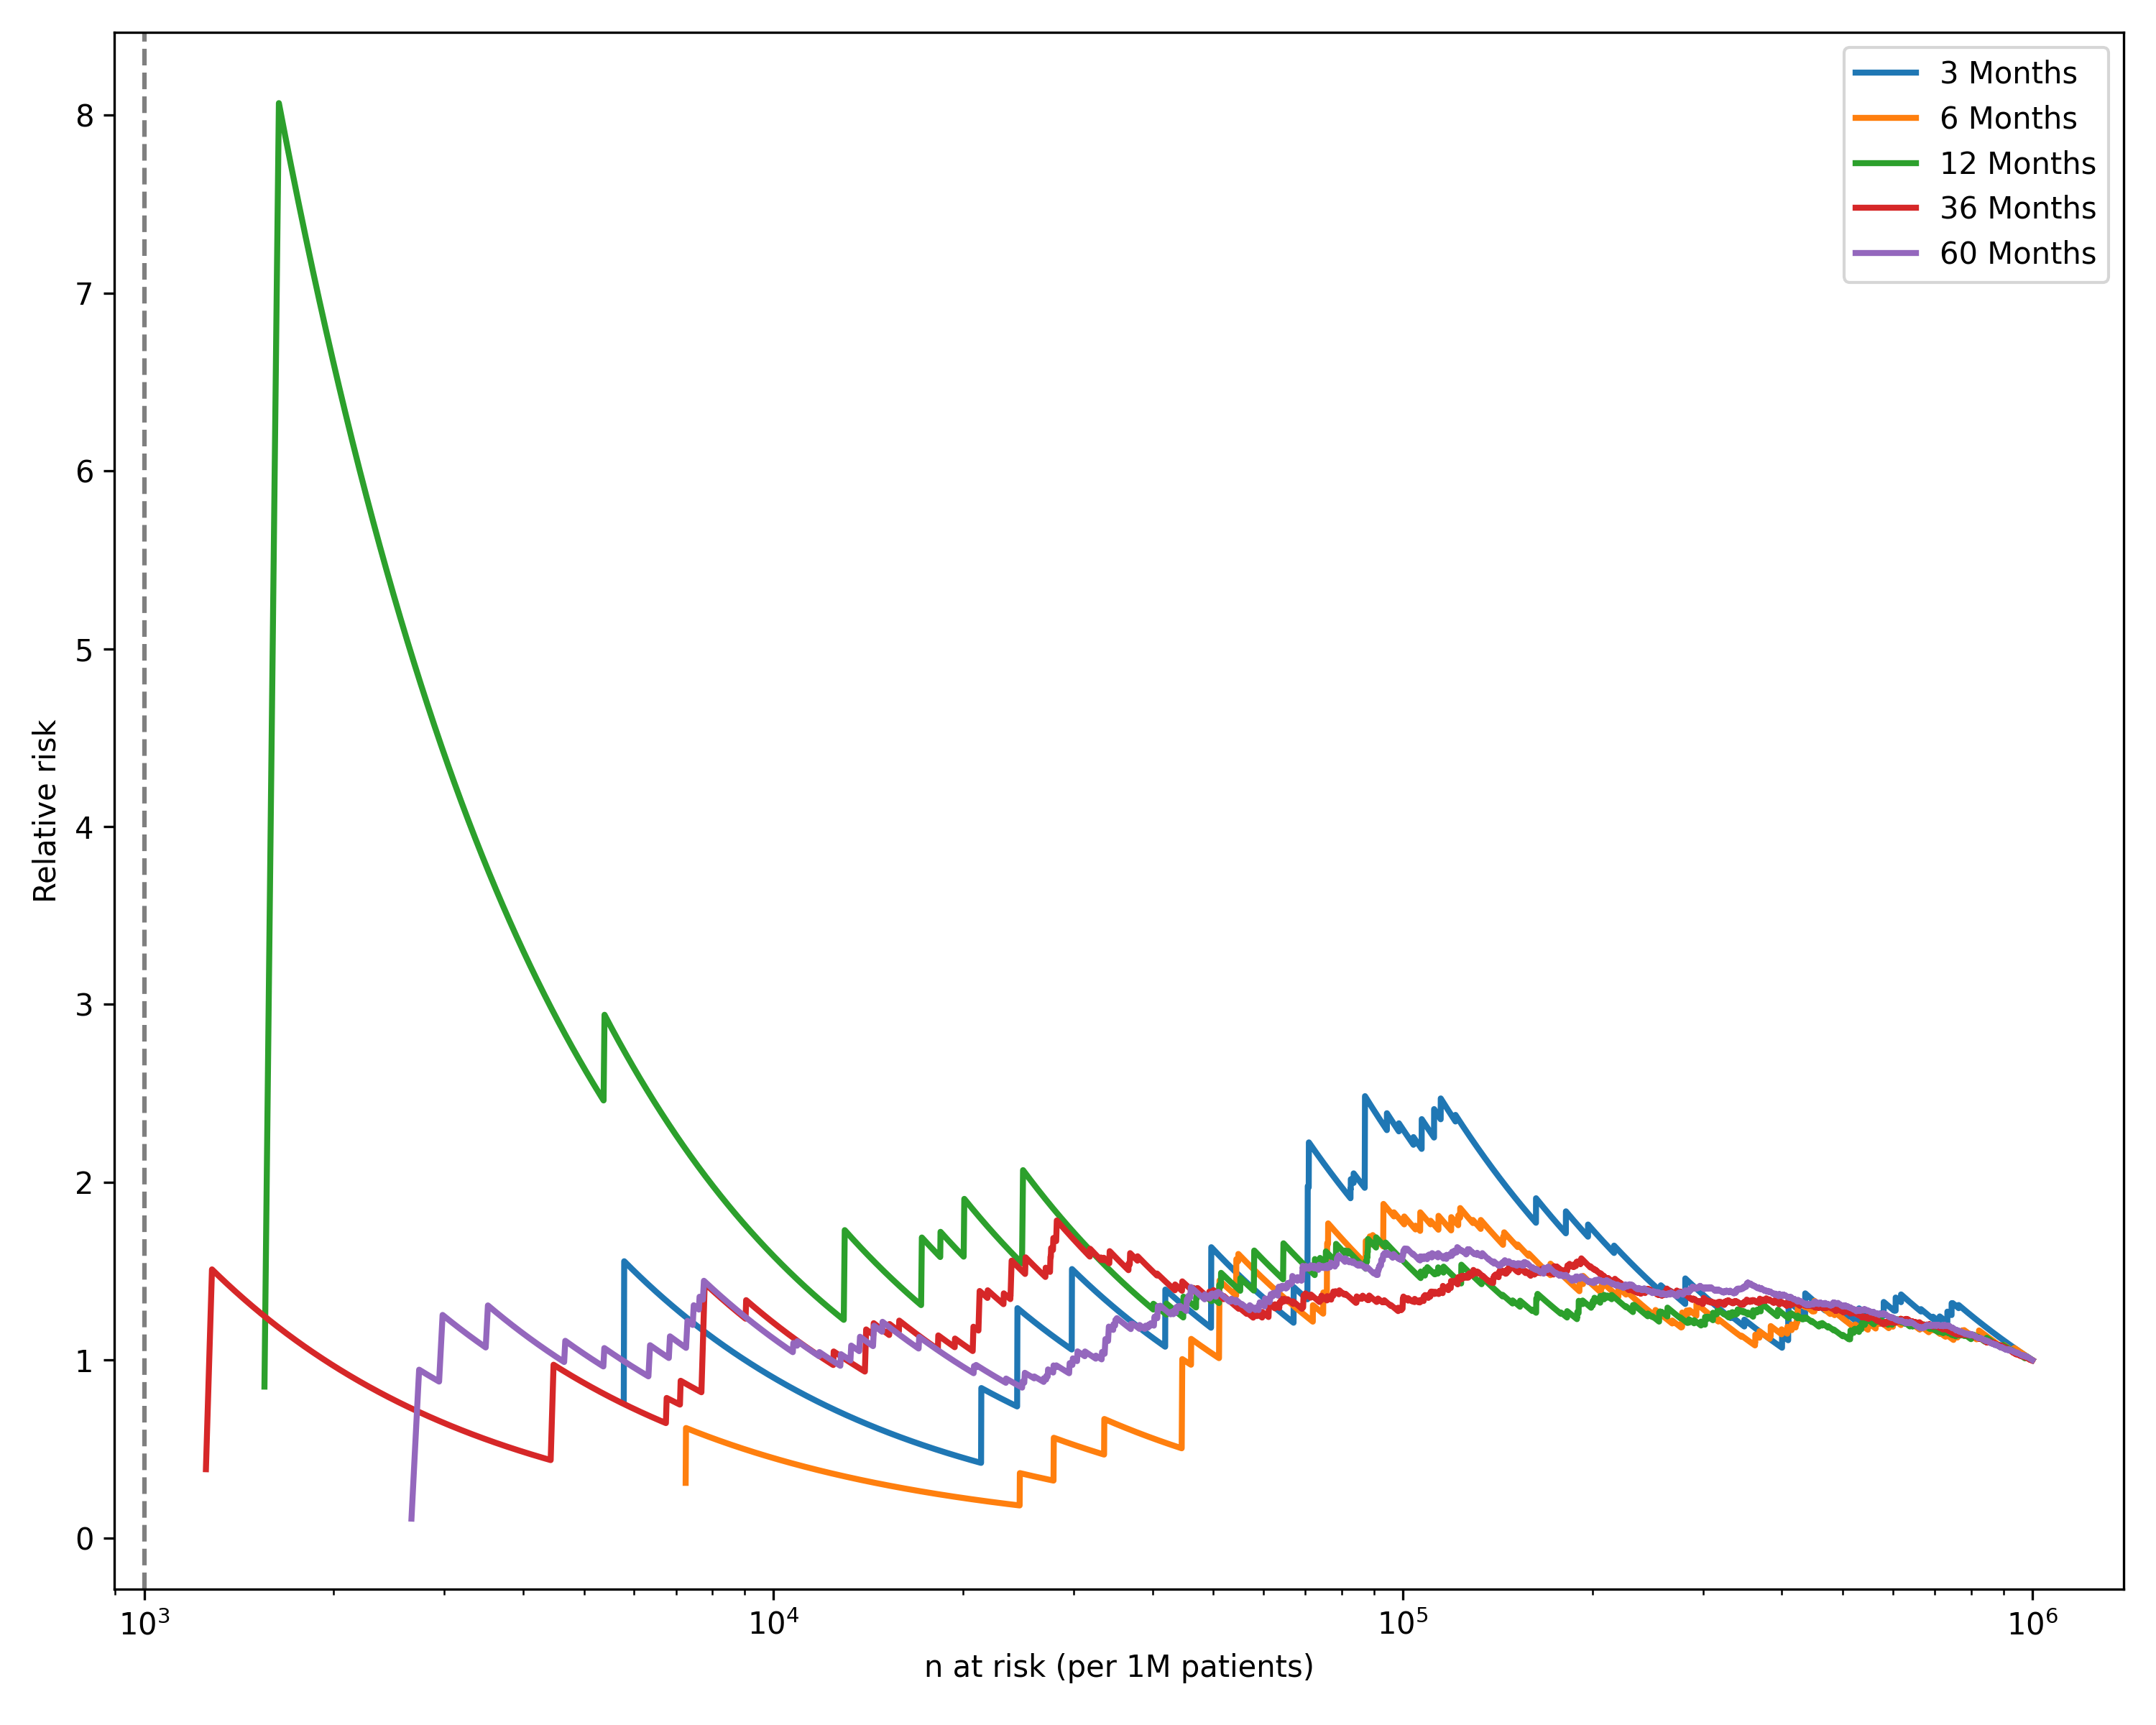 8
7
6
5
4
3
2
1
0
Relative risk
3 Months
6 Months
12 Months
36 Months
60 Months
10³
10⁴
10⁵
10⁶
n at risk (per 1M patients)